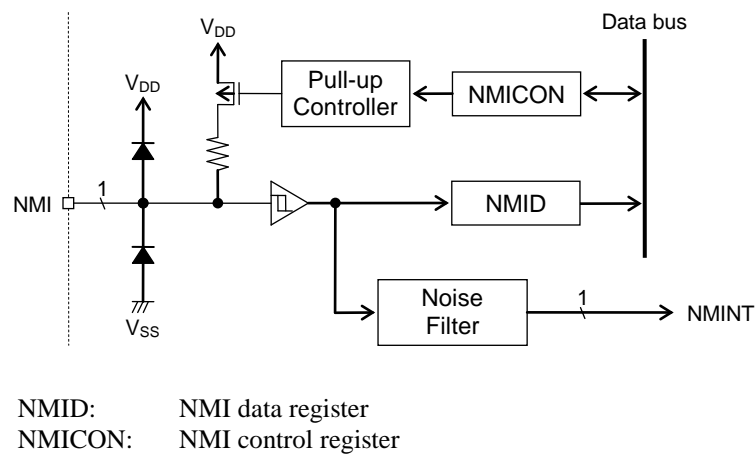 Data bus
VDD
VDD
Pull-up
Controller
NMICON
NMI
1
NMID
Noise
Filter
1
NMINT
VSS
NMID: NMI data register
NMICON: NMI control register